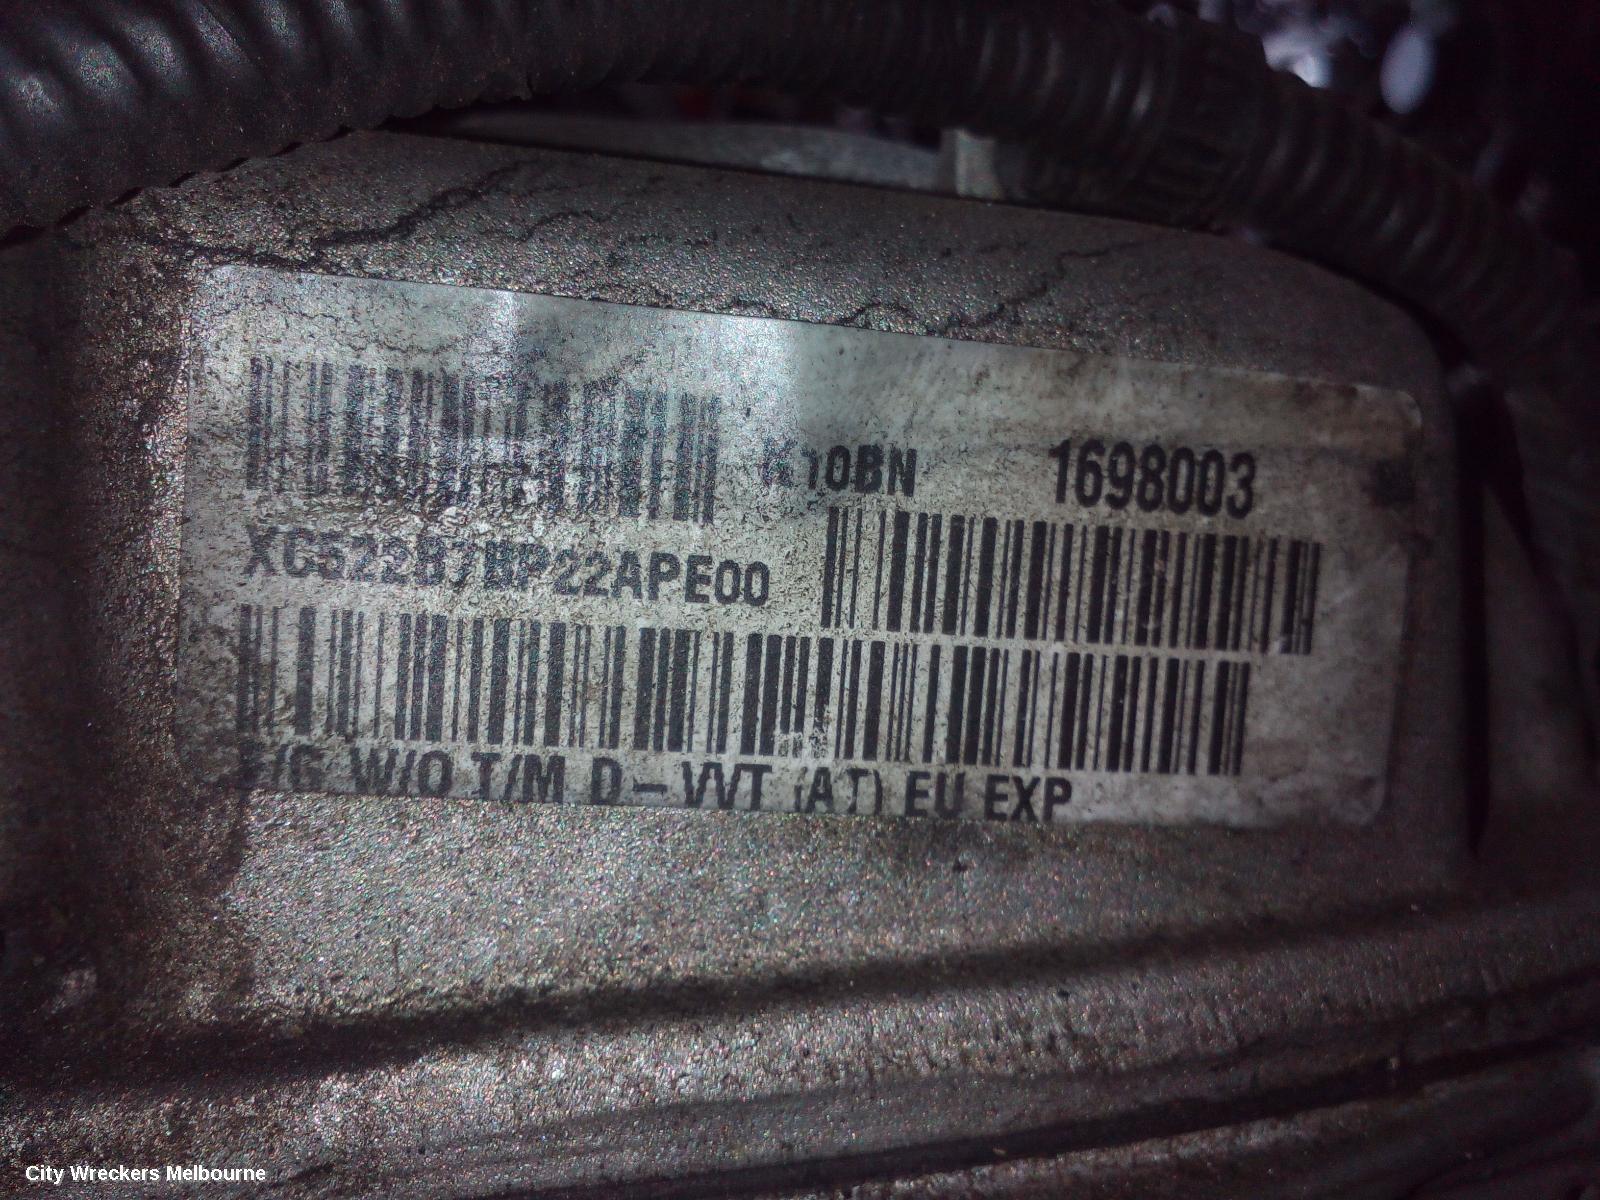 K10BN 1698003
XC522B7BP22APE00
W/O T/M D-VVT (AT) EU EXP
City Wreckers Melbourne